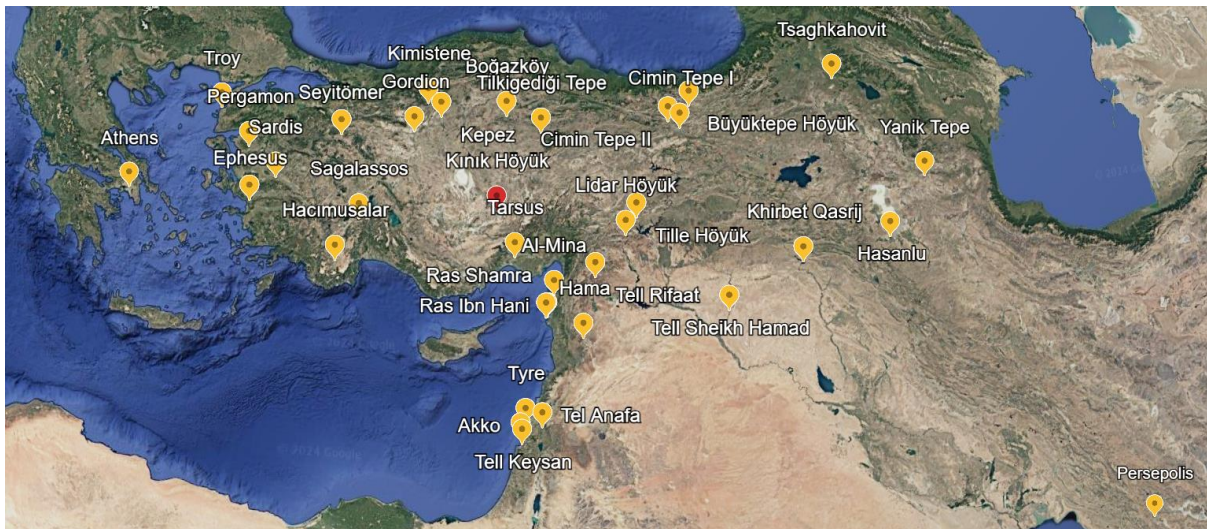 Tsaghkahovit
Kimistene
Troy
Boğazköv
Gordion
Tilkigediği Tepe
Cimin Tepe I
Pergamon
Seyitömer
Büyüktepe Höyük
Sardis
Kepez
Cimin Tepe II
Athens
Yanik Tepe
Ephesus
Kınık Höyük
Sagalassos
Lidar Höyük
Hacımusalar
Tarsus
Khirbet Qasrij
Tille Höyük
Al-Mina
Hasanlu
Ras Shamra
Hama
Tell Rifaat
Ras Ibn Hani
Tell Sheikh Hamad
Tyre
Tel Anafa
Akko
Tell Keysan
Persepolis